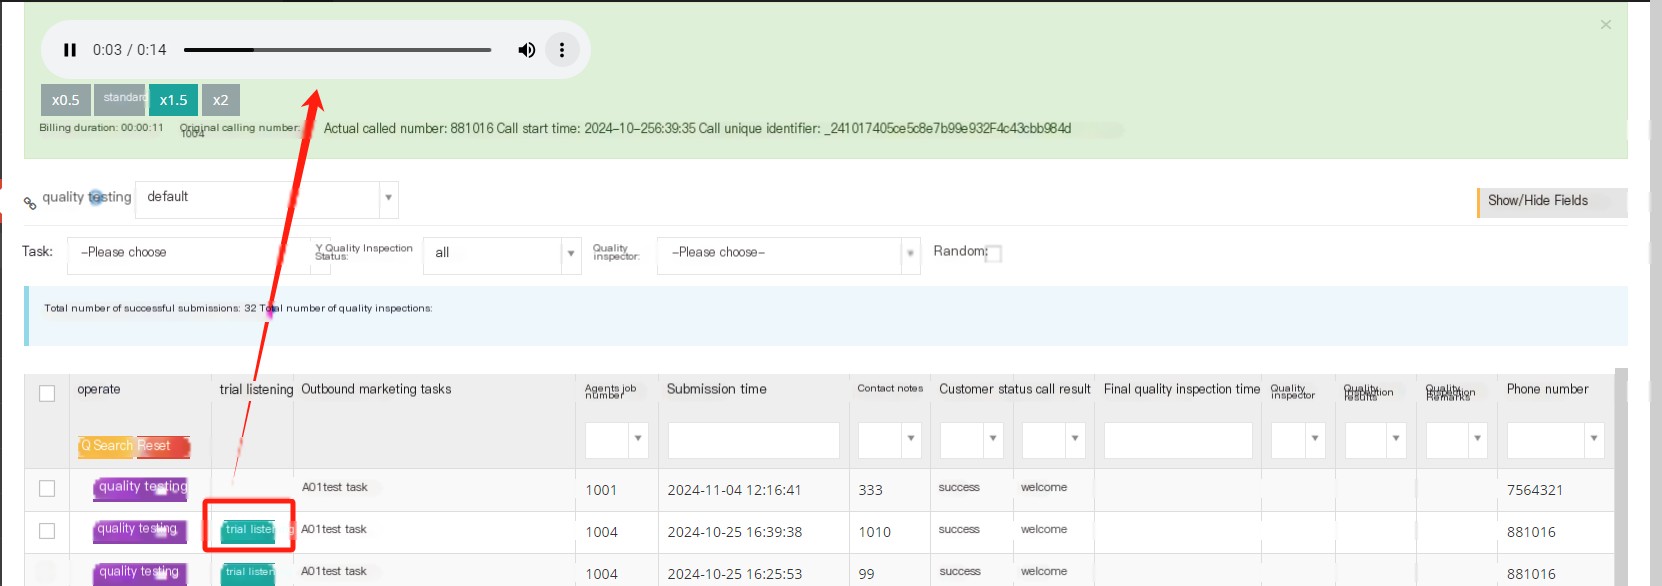 0:03 / 0:14
x0.5 standard x1.5 x2
Billing duration: 00:00:11 Original calling number: 1004 Actual called number: 881016 Call start time: 2024-10-256:39:35 Call unique identifier: _241017405ce5c8e7b99e932F4c43cbb984d
quality testing default
Show/Hide Fields
Task: -Please choose Y Quality Inspection Status: all Quality inspector: -Please choose- Random:
Total number of successful submissions: 32 Total number of quality inspections:
operate trial listening Outbound marketing tasks Agents job number Submission time Contact notes Customer status call result Final quality inspection time Quality inspector Quality Inspection results Quality Inspection Remarks Phone number
Q Search Reset
quality testing A01test task 1001 2024-11-04 12:16:41 333 success welcome 7564321
quality testing trial listening A01test task 1004 2024-10-25 16:39:38 1010 success welcome 881016
quality testing trial listen A01test task 1004 2024-10-25 16:25:53 99 success welcome 881016